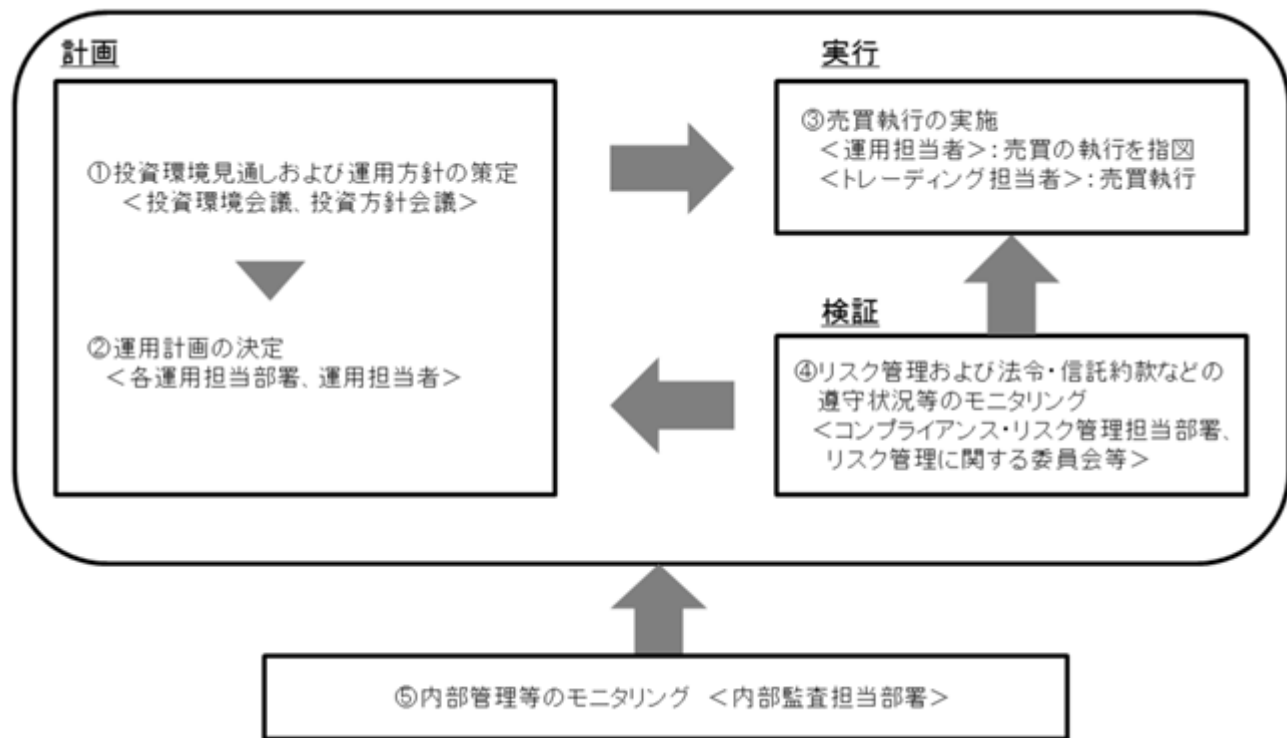 計画
①投資環境見通しおよび運用方針の策定
＜投資環境会議、投資方針会議＞
②運用計画の決定
＜各運用担当部署、運用担当者＞
実行
③売買執行の実施
＜運用担当者＞：売買の執行を指図
＜トレーディング担当者＞：売買執行
検証
④リスク管理および法令・信託約款などの
遵守状況等のモニタリング
＜コンプライアンス・リスク管理担当部署、
リスク管理に関する委員会等＞
⑤内部管理等のモニタリング ＜内部監査担当部署＞